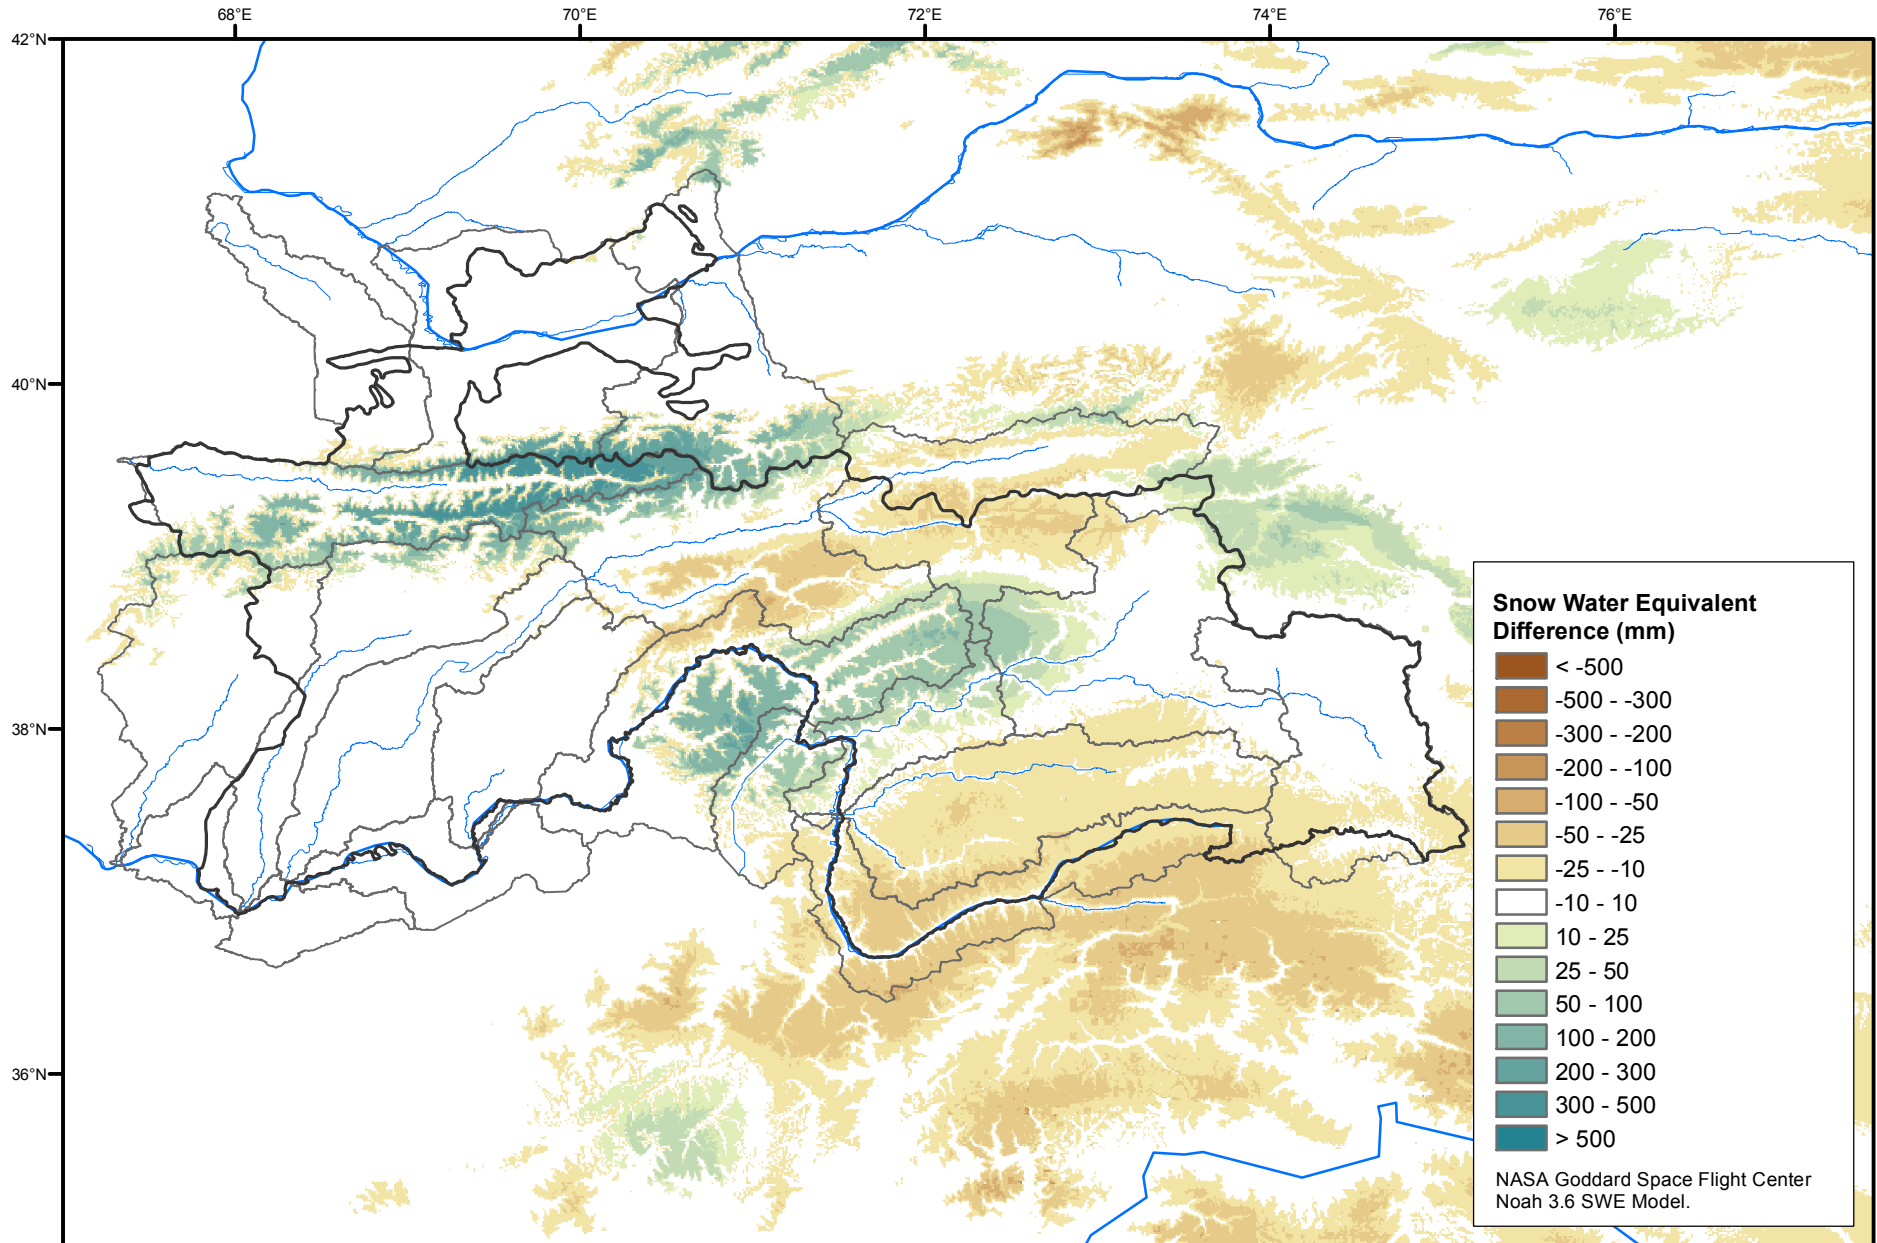 68°E 70°E 72°E 74°E 76°E
42°N
40°N
38°N
36°N
Snow Water Equivalent
Difference (mm)
< -500
-500 - -300
-300 - -200
-200 - -100
-100 - -50
-50 - -25
-25 - -10
-10 - 10
10 - 25
25 - 50
50 - 100
100 - 200
200 - 300
300 - 500
> 500
NASA Goddard Space Flight Center
Noah 3.6 SWE Model.